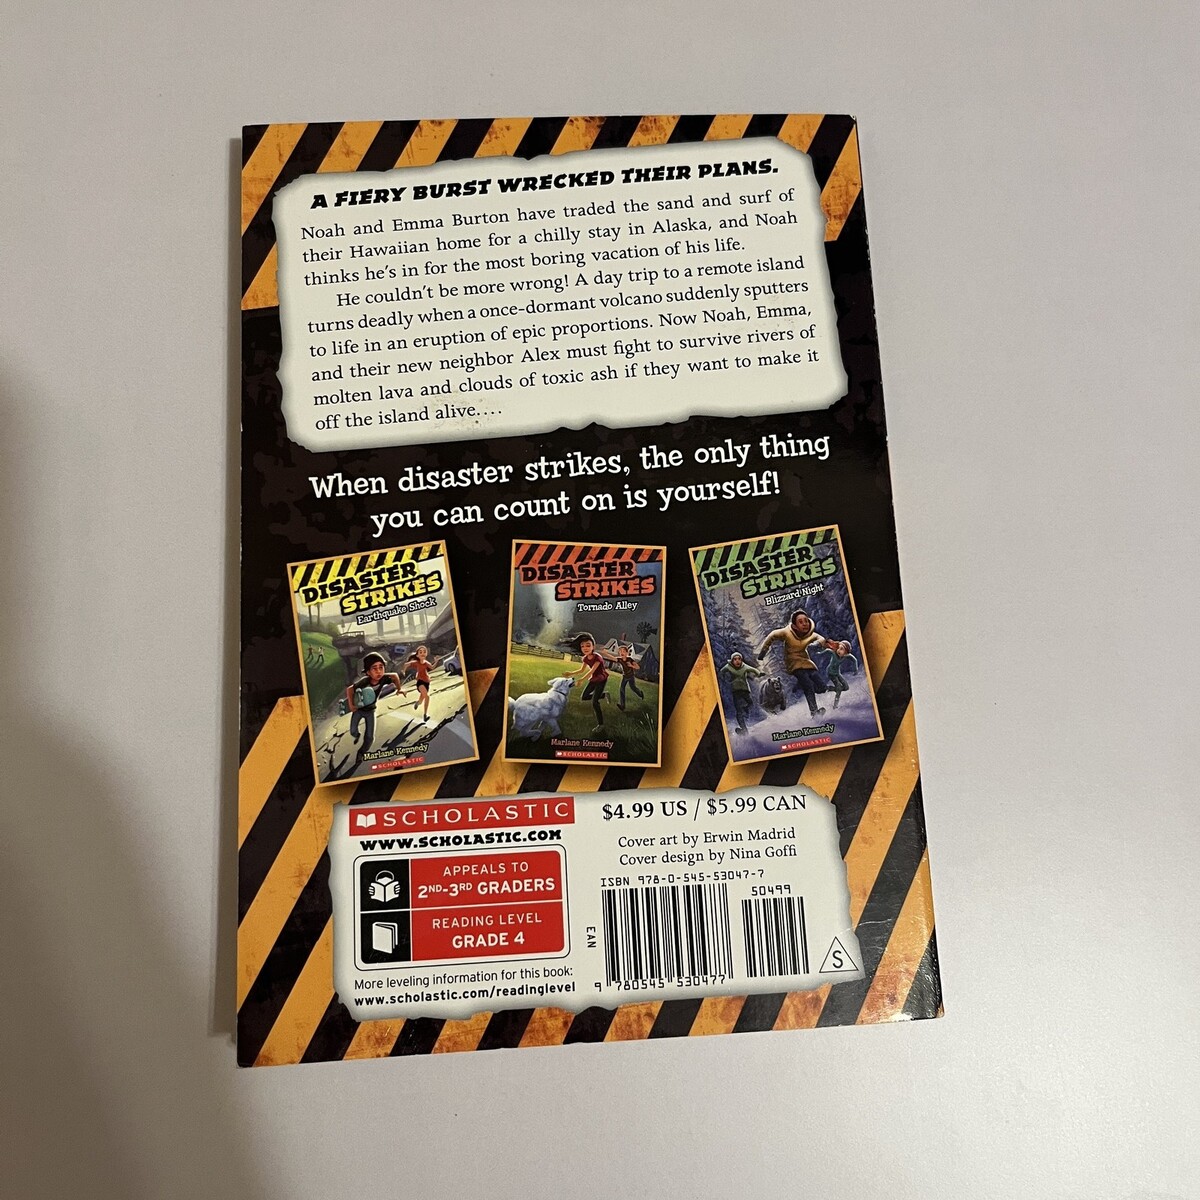 A FIERY BURST WRECKED THEIR PLANS.
Noah and Emma Burton have traded the sand and surf of
their Hawaiian home for a chilly stay in Alaska, and Noah
thinks he's in for the most boring vacation of his life.
He couldn't be more wrong! A day trip to a remote island
turns deadly when a once-dormant volcano suddenly sputters
to life in an eruption of epic proportions. Now Noah, Emma,
and their new neighbor Alex must fight to survive rivers of
molten lava and clouds of toxic ash if they want to make it
off the island alive....
When disaster strikes, the only thing
you can count on is yourself!
DISASTER
STRIKES
Earthquake Shock
Marlane Kennedy
SCHOLASTIC
DISASTER
STRIKES
Tornado Alley
Marlane Kennedy
SCHOLASTIC
DISASTER
STRIKES
Blizzard Night
Marlane Kennedy
SCHOLASTIC
SCHOLASTIC
WWW.SCHOLASTIC.COM
APPEALS TO
2ND-3RD GRADERS
READING LEVEL
GRADE 4
More leveling information for this book:
www.scholastic.com/readinglevel
$4.99 US / $5.99 CAN
Cover art by Erwin Madrid
Cover design by Nina Goffi
ISBN 978-0-545-53047-7
50499
EAN
9 780545 530477
S